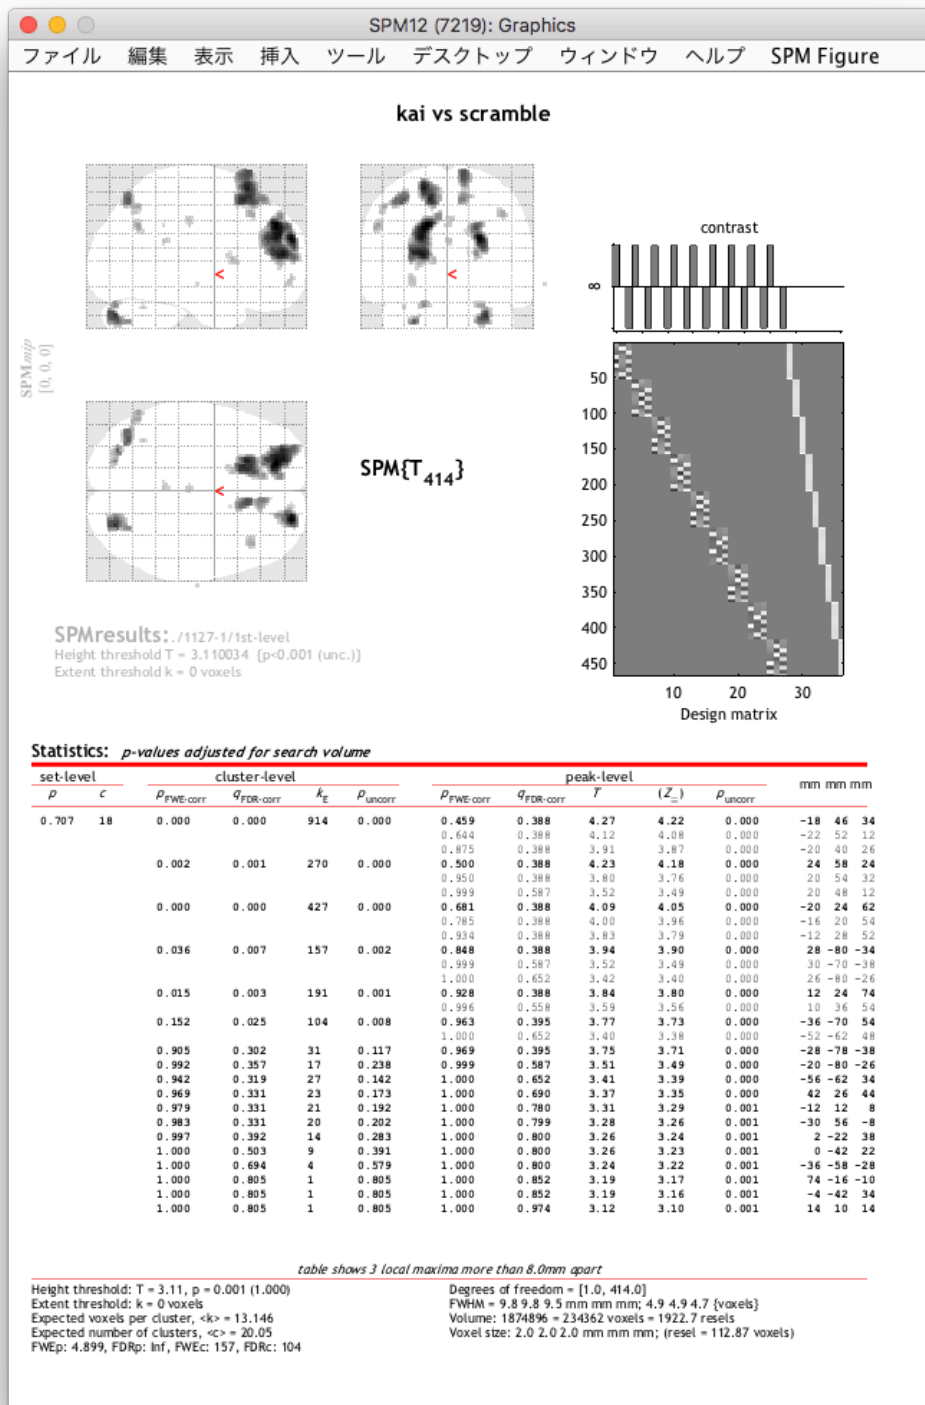 SPM12 (7219): Graphics
ファイル 編集 表示 挿入 ツール デスクトップ ウィンドウ ヘルプ SPM Figure
kai vs scramble
contrast
∞
SPMmip
[0, 0, 0]
<
<
<
SPM{T414}
50
100
150
200
250
300
350
400
450
10 20 30
Design matrix
SPMresults: ./1127-1/1st-level
Height threshold T = 3.110034 {p<0.001 (unc.)}
Extent threshold k = 0 voxels
Statistics: p-values adjusted for search volume
set-level cluster-level peak-level mm mm mm
p c pFWE-corr qFDR-corr kE puncorr pFWE-corr qFDR-corr T (Z≡) puncorr
0.707 18 0.000 0.000 914 0.000 0.459 0.388 4.27 4.22 0.000 -18 46 34
0.644 0.388 4.12 4.08 0.000 -22 52 12
0.875 0.388 3.91 3.87 0.000 -20 40 26
0.002 0.001 270 0.000 0.500 0.388 4.23 4.18 0.000 24 58 24
0.950 0.388 3.80 3.76 0.000 20 54 32
0.999 0.587 3.52 3.49 0.000 20 48 12
0.000 0.000 427 0.000 0.681 0.388 4.09 4.05 0.000 -20 24 62
0.785 0.388 4.00 3.96 0.000 -16 20 54
0.934 0.388 3.83 3.79 0.000 -12 28 52
0.036 0.007 157 0.002 0.848 0.388 3.94 3.90 0.000 28 -80 -34
0.999 0.587 3.52 3.49 0.000 30 -70 -38
1.000 0.652 3.42 3.40 0.000 26 -80 -26
0.015 0.003 191 0.001 0.928 0.388 3.84 3.80 0.000 12 24 74
0.996 0.558 3.59 3.56 0.000 10 36 54
0.152 0.025 104 0.008 0.963 0.395 3.77 3.73 0.000 -36 -70 54
1.000 0.652 3.40 3.38 0.000 -52 -62 48
0.905 0.302 31 0.117 0.969 0.395 3.75 3.71 0.000 -28 -78 -38
0.992 0.357 17 0.238 0.999 0.587 3.51 3.49 0.000 -20 -80 -26
0.942 0.319 27 0.142 1.000 0.652 3.41 3.39 0.000 -56 -62 34
0.969 0.331 23 0.173 1.000 0.690 3.37 3.35 0.000 42 26 44
0.979 0.331 21 0.192 1.000 0.780 3.31 3.29 0.001 -12 12 8
0.983 0.331 20 0.202 1.000 0.799 3.28 3.26 0.001 -30 56 -8
0.997 0.392 14 0.283 1.000 0.800 3.26 3.24 0.001 2 -22 38
1.000 0.503 9 0.391 1.000 0.800 3.26 3.23 0.001 0 -42 22
1.000 0.694 4 0.579 1.000 0.800 3.24 3.22 0.001 -36 -58 -28
1.000 0.805 1 0.805 1.000 0.852 3.19 3.17 0.001 74 -16 -10
1.000 0.805 1 0.805 1.000 0.852 3.19 3.16 0.001 -4 -42 34
1.000 0.805 1 0.805 1.000 0.974 3.12 3.10 0.001 14 10 14
table shows 3 local maxima more than 8.0mm apart
Height threshold: T = 3.11, p = 0.001 (1.000)
Extent threshold: k = 0 voxels
Expected voxels per cluster, <k> = 13.146
Expected number of clusters, <c> = 20.05
FWEp: 4.899, FDRp: Inf, FWEc: 157, FDRc: 104
Degrees of freedom = [1.0, 414.0]
FWHM = 9.8 9.8 9.5 mm mm mm; 4.9 4.9 4.7 {voxels}
Volume: 1874896 = 234362 voxels = 1922.7 resels
Voxel size: 2.0 2.0 2.0 mm mm mm; (resel = 112.87 voxels)